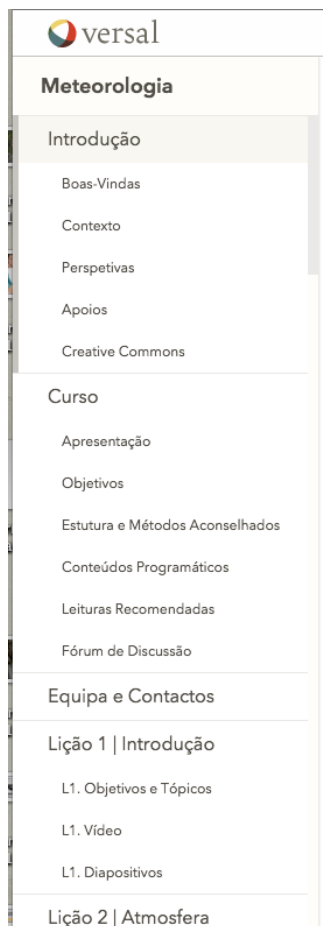 versal
Meteorologia
Introdução
Boas-Vindas
Contexto
Perspetivas
Apoios
Creative Commons
Curso
Apresentação
Objetivos
Estutura e Métodos Aconselhados
Conteúdos Programáticos
Leituras Recomendadas
Fórum de Discussão
Equipa e Contactos
Lição 1 | Introdução
L1. Objetivos e Tópicos
L1. Vídeo
L1. Diapositivos
Lição 2 | Atmosfera